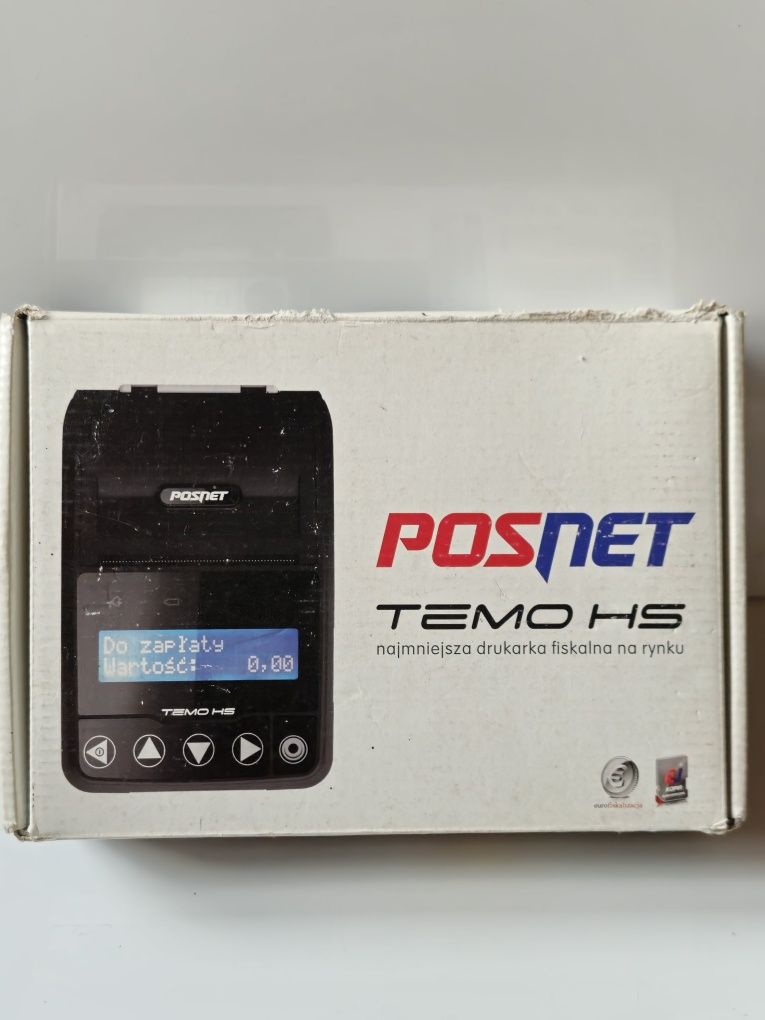 POSNET
Do zapłaty
Wartość: 0,00
TEMO HS
POSNET
TEMO HS
najmniejsza drukarka fiskalna na rynku
eurofiskalizacja